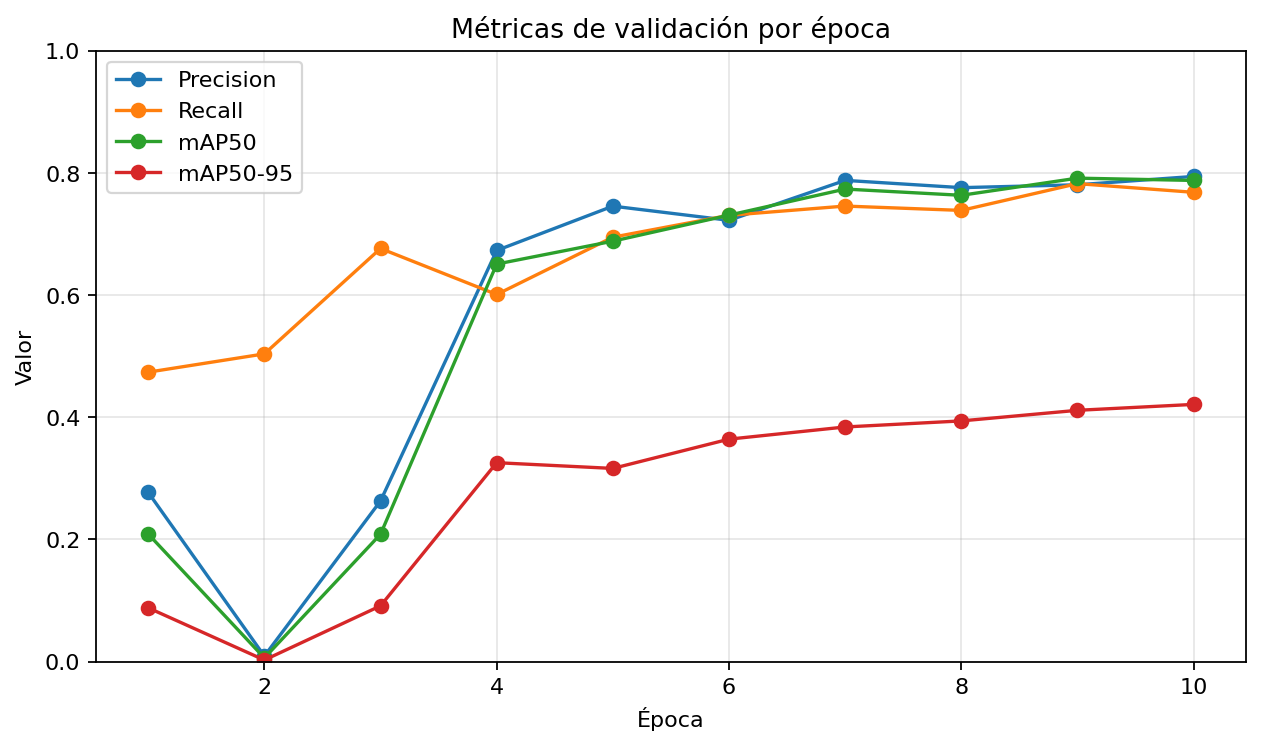 Métricas de validación por época
1.0
Precision
Recall
mAP50
mAP50-95
0.8
0.6
0.4
0.2
0.0
Valor
2 4 6 8 10
Época